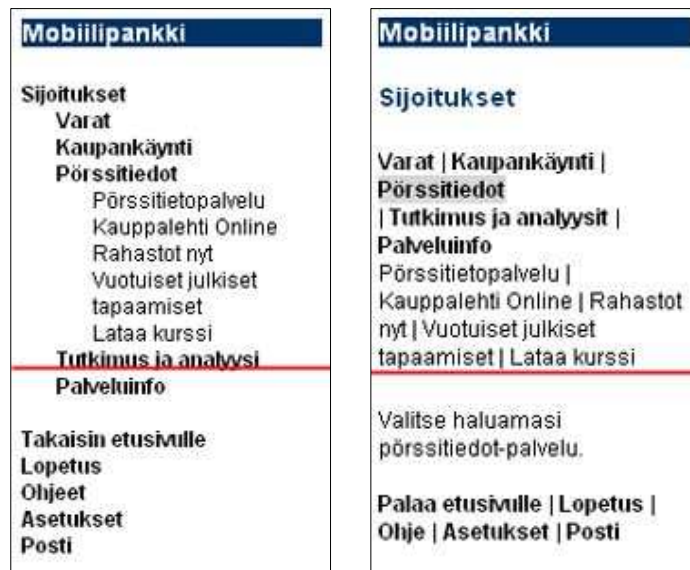 Mobiilipankki
Sijoitukset
Varat
Kaupankäynti
Pörssitiedot
Pörssitietopalvelu
Kauppalehti Online
Rahastot nyt
Vuotuiset julkiset
tapaamiset
Lataa kurssi
Tutkimus ja analyysi
Palveluinfo
Takaisin etusivulle
Lopetus
Ohjeet
Asetukset
Posti
Mobiilipankki
Sijoitukset
Varat | Kaupankäynti |
Pörssitiedot
| Tutkimus ja analyysit |
Palveluinfo
Pörssitietopalvelu |
Kauppalehti Online | Rahastot
nyt | Vuotuiset julkiset
tapaamiset | Lataa kurssi
Valitse haluamasi
pörssitiedot-palvelu.
Palaa etusivulle | Lopetus |
Ohje | Asetukset | Posti